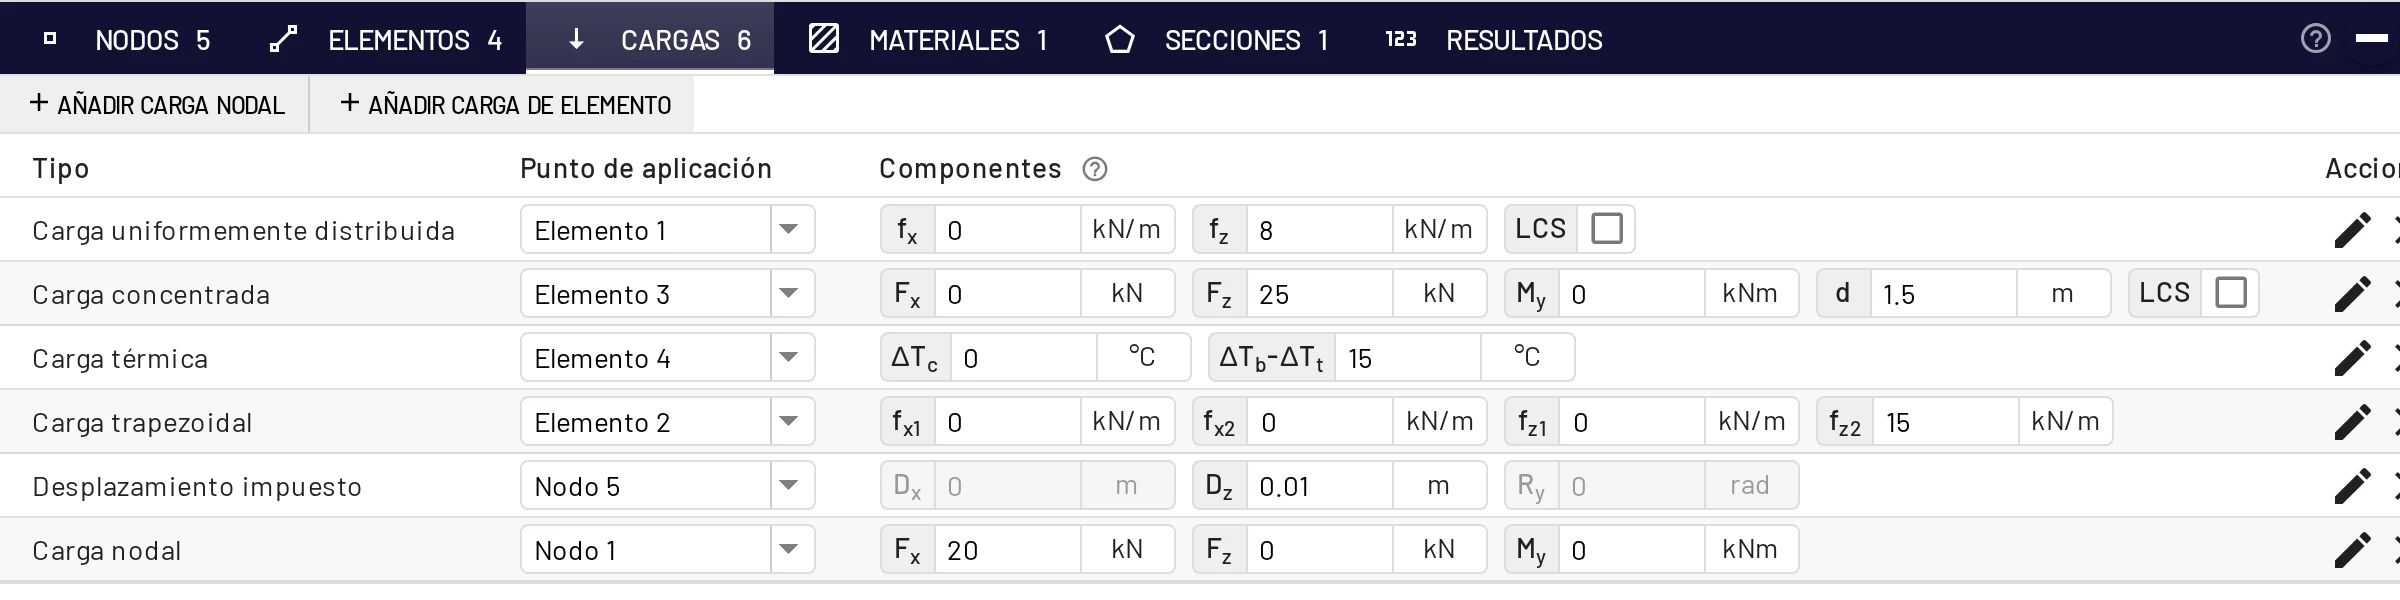 NODOS 5 ELEMENTOS 4 CARGAS 6 MATERIALES 1 SECCIONES 1 123 RESULTADOS ?
+ AÑADIR CARGA NODAL + AÑADIR CARGA DE ELEMENTO
Tipo Punto de aplicación Componentes ?
Carga uniformemente distribuida Elemento 1 fx 0 kN/m fz 8 kN/m LCS
Carga concentrada Elemento 3 Fx 0 kN Fz 25 kN My 0 kNm d 1.5 m LCS
Carga térmica Elemento 4 ΔTc 0 °C ΔTb-ΔTt 15 °C
Carga trapezoidal Elemento 2 fx1 0 kN/m fx2 0 kN/m fz1 0 kN/m fz2 15 kN/m
Desplazamiento impuesto Nodo 5 Dx 0 m Dz 0.01 m Ry 0 rad
Carga nodal Nodo 1 Fx 20 kN Fz 0 kN My 0 kNm